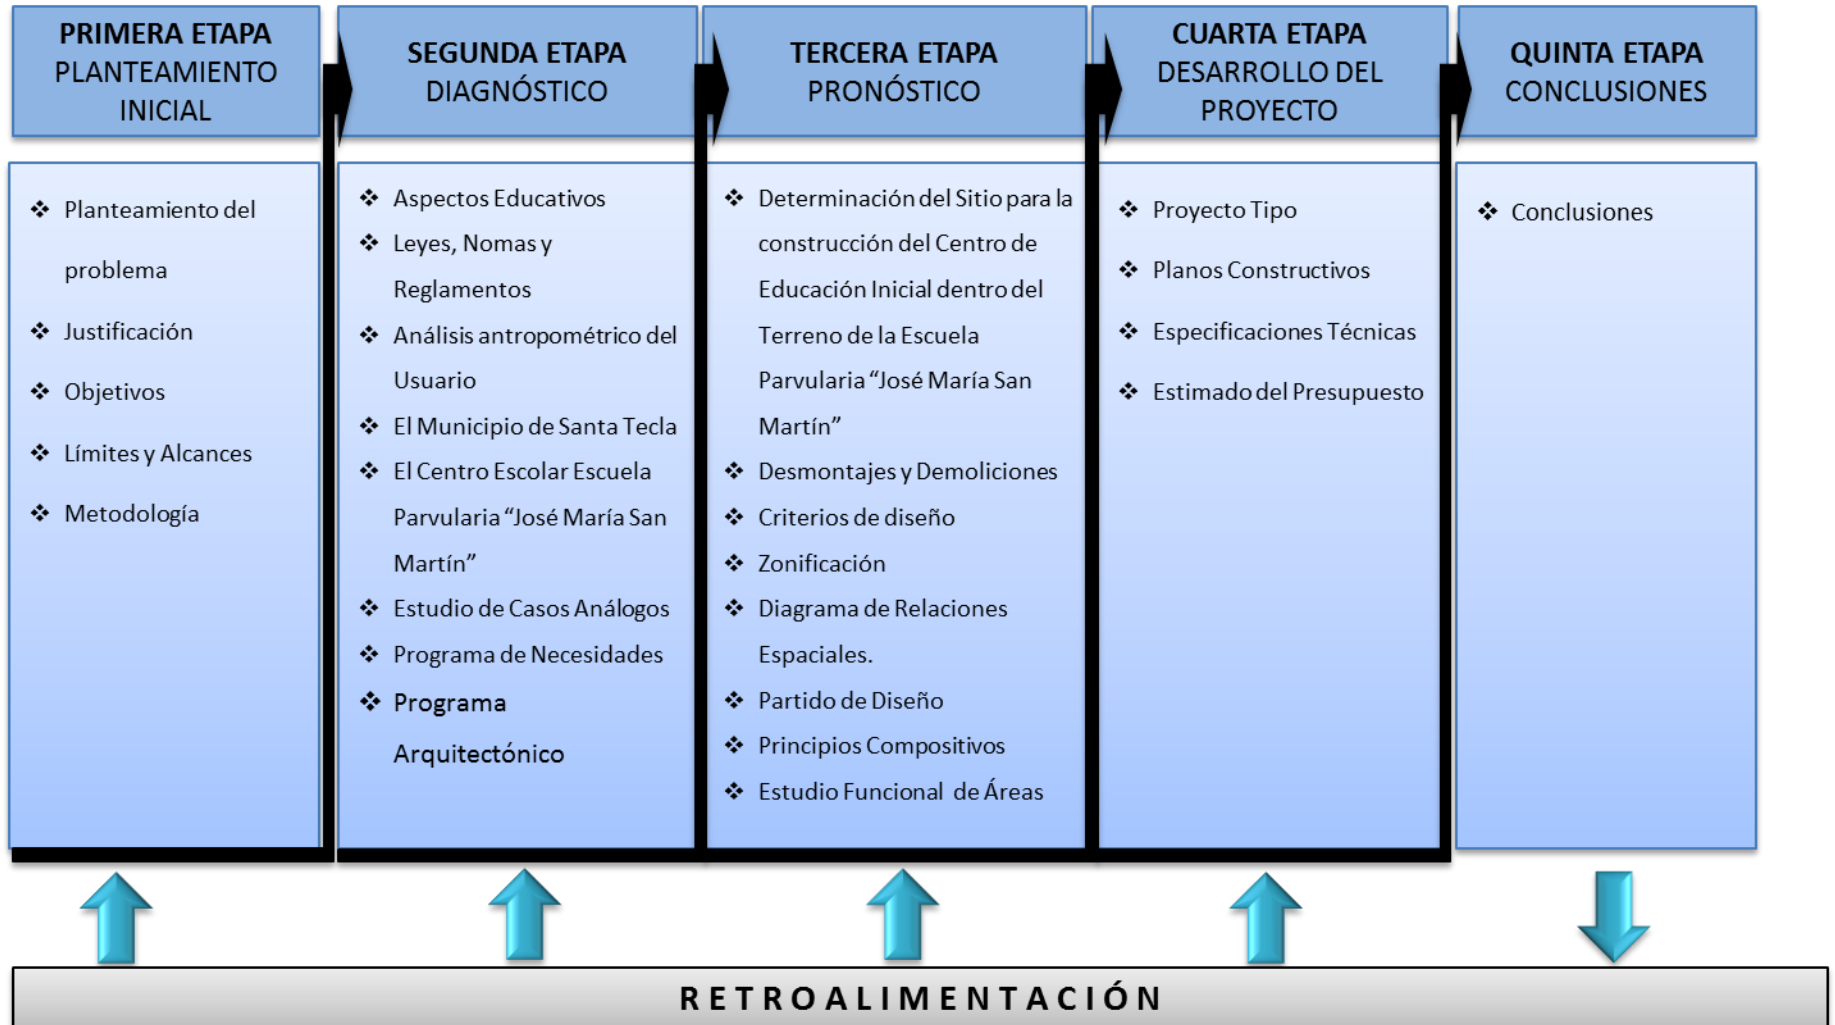 PRIMERA ETAPA
PLANTEAMIENTO
INICIAL
❖ Planteamiento del
problema
❖ Justificación
❖ Objetivos
❖ Límites y Alcances
❖ Metodología
SEGUNDA ETAPA
DIAGNÓSTICO
❖ Aspectos Educativos
❖ Leyes, Nomas y
Reglamentos
❖ Análisis antropométrico del
Usuario
❖ El Municipio de Santa Tecla
❖ El Centro Escolar Escuela
Parvularia “José María San
Martín”
❖ Estudio de Casos Análogos
❖ Programa de Necesidades
❖ Programa
Arquitectónico
TERCERA ETAPA
PRONÓSTICO
❖ Determinación del Sitio para la
construcción del Centro de
Educación Inicial dentro del
Terreno de la Escuela
Parvularia “José María San
Martín”
❖ Desmontajes y Demoliciones
❖ Criterios de diseño
❖ Zonificación
❖ Diagrama de Relaciones
Espaciales.
❖ Partido de Diseño
❖ Principios Compositivos
❖ Estudio Funcional de Áreas
CUARTA ETAPA
DESARROLLO DEL
PROYECTO
❖ Proyecto Tipo
❖ Planos Constructivos
❖ Especificaciones Técnicas
❖ Estimado del Presupuesto
QUINTA ETAPA
CONCLUSIONES
❖ Conclusiones
RETROALIMENTACIÓN